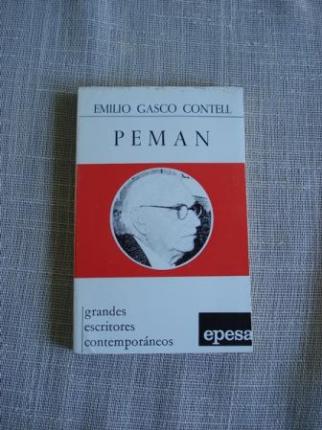 EMILIO GASCO CONTELL
PEMAN
grandes
escritores
contemporáneos
epesa